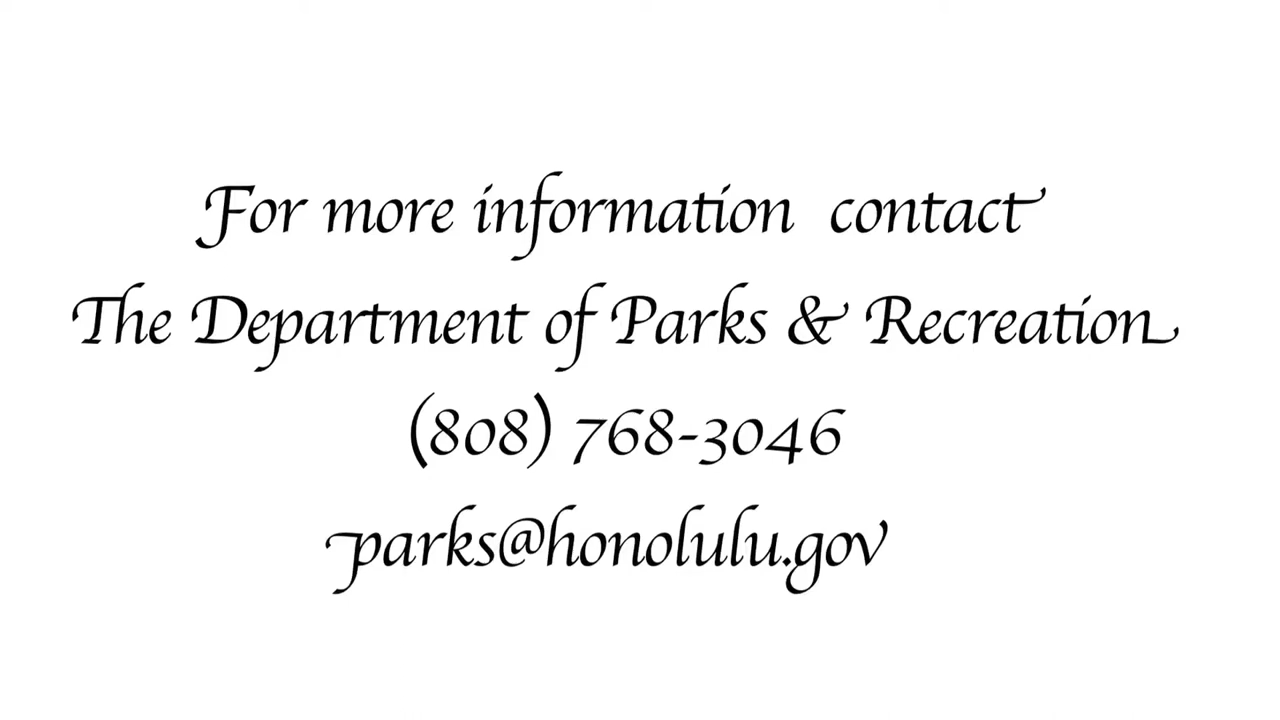 For more information contact
The Department of Parks & Recreation
(808) 768-3046
parks@honolulu.gov